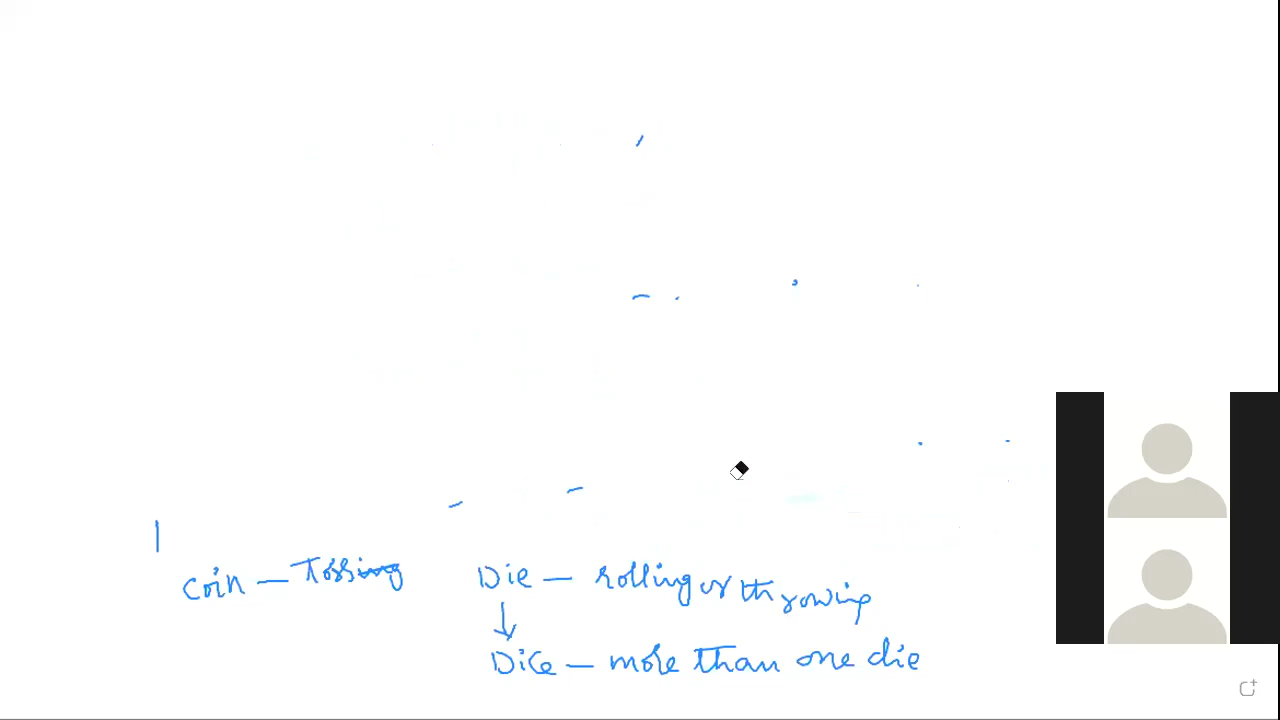 Coin — Tossing Die — rolling or throwing
↓
Dice — more than one die